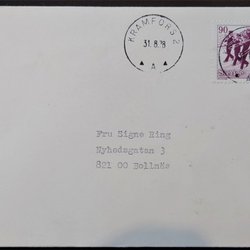 KRAMFORS 2
31.8.78
A
90
Fru Signe Ring
Nyhedsgatan 3
821 00 Bollnäs